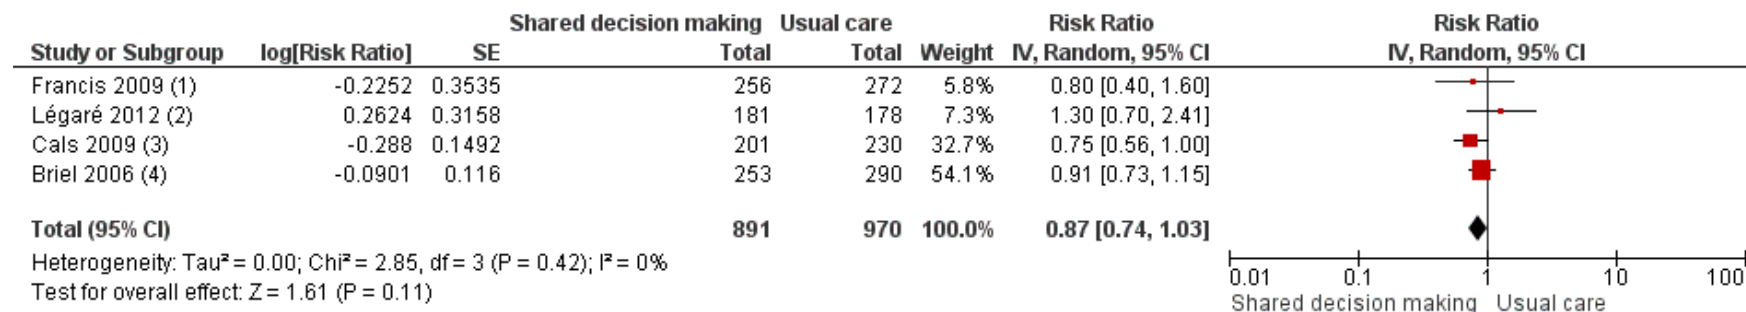 Shared decision making Usual care Risk Ratio Risk Ratio
Study or Subgroup log[Risk Ratio] SE Total Total Weight IV, Random, 95% CI IV, Random, 95% CI
Francis 2009 (1) -0.2252 0.3535 256 272 5.8% 0.80 [0.40, 1.60]
Légaré 2012 (2) 0.2624 0.3158 181 178 7.3% 1.30 [0.70, 2.41]
Cals 2009 (3) -0.288 0.1492 201 230 32.7% 0.75 [0.56, 1.00]
Briel 2006 (4) -0.0901 0.116 253 290 54.1% 0.91 [0.73, 1.15]
Total (95% CI) 891 970 100.0% 0.87 [0.74, 1.03]
Heterogeneity: Tau² = 0.00; Chi² = 2.85, df = 3 (P = 0.42); I² = 0%
Test for overall effect: Z = 1.61 (P = 0.11)
0.01 0.1 1 10 100
Shared decision making Usual care